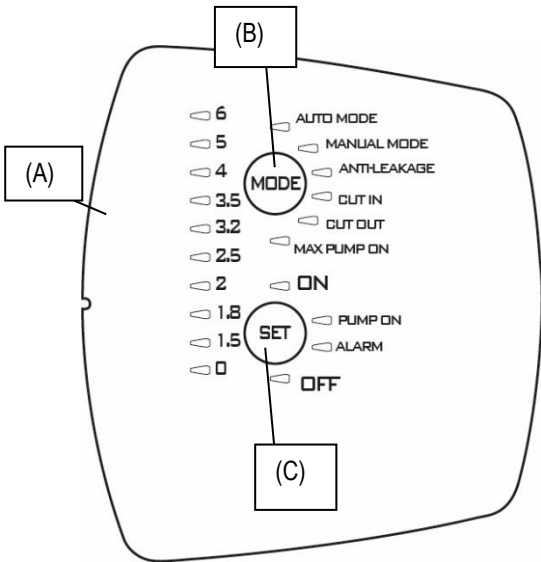 (B)
(A)
6
5
4
3.5
3.2
2.5
2
1.8
1.5
0
AUTO MODE
MANUAL MODE
ANTI-LEAKAGE
MODE
CUT IN
CUT OUT
MAX PUMP ON
ON
SET
PUMP ON
ALARM
OFF
(C)